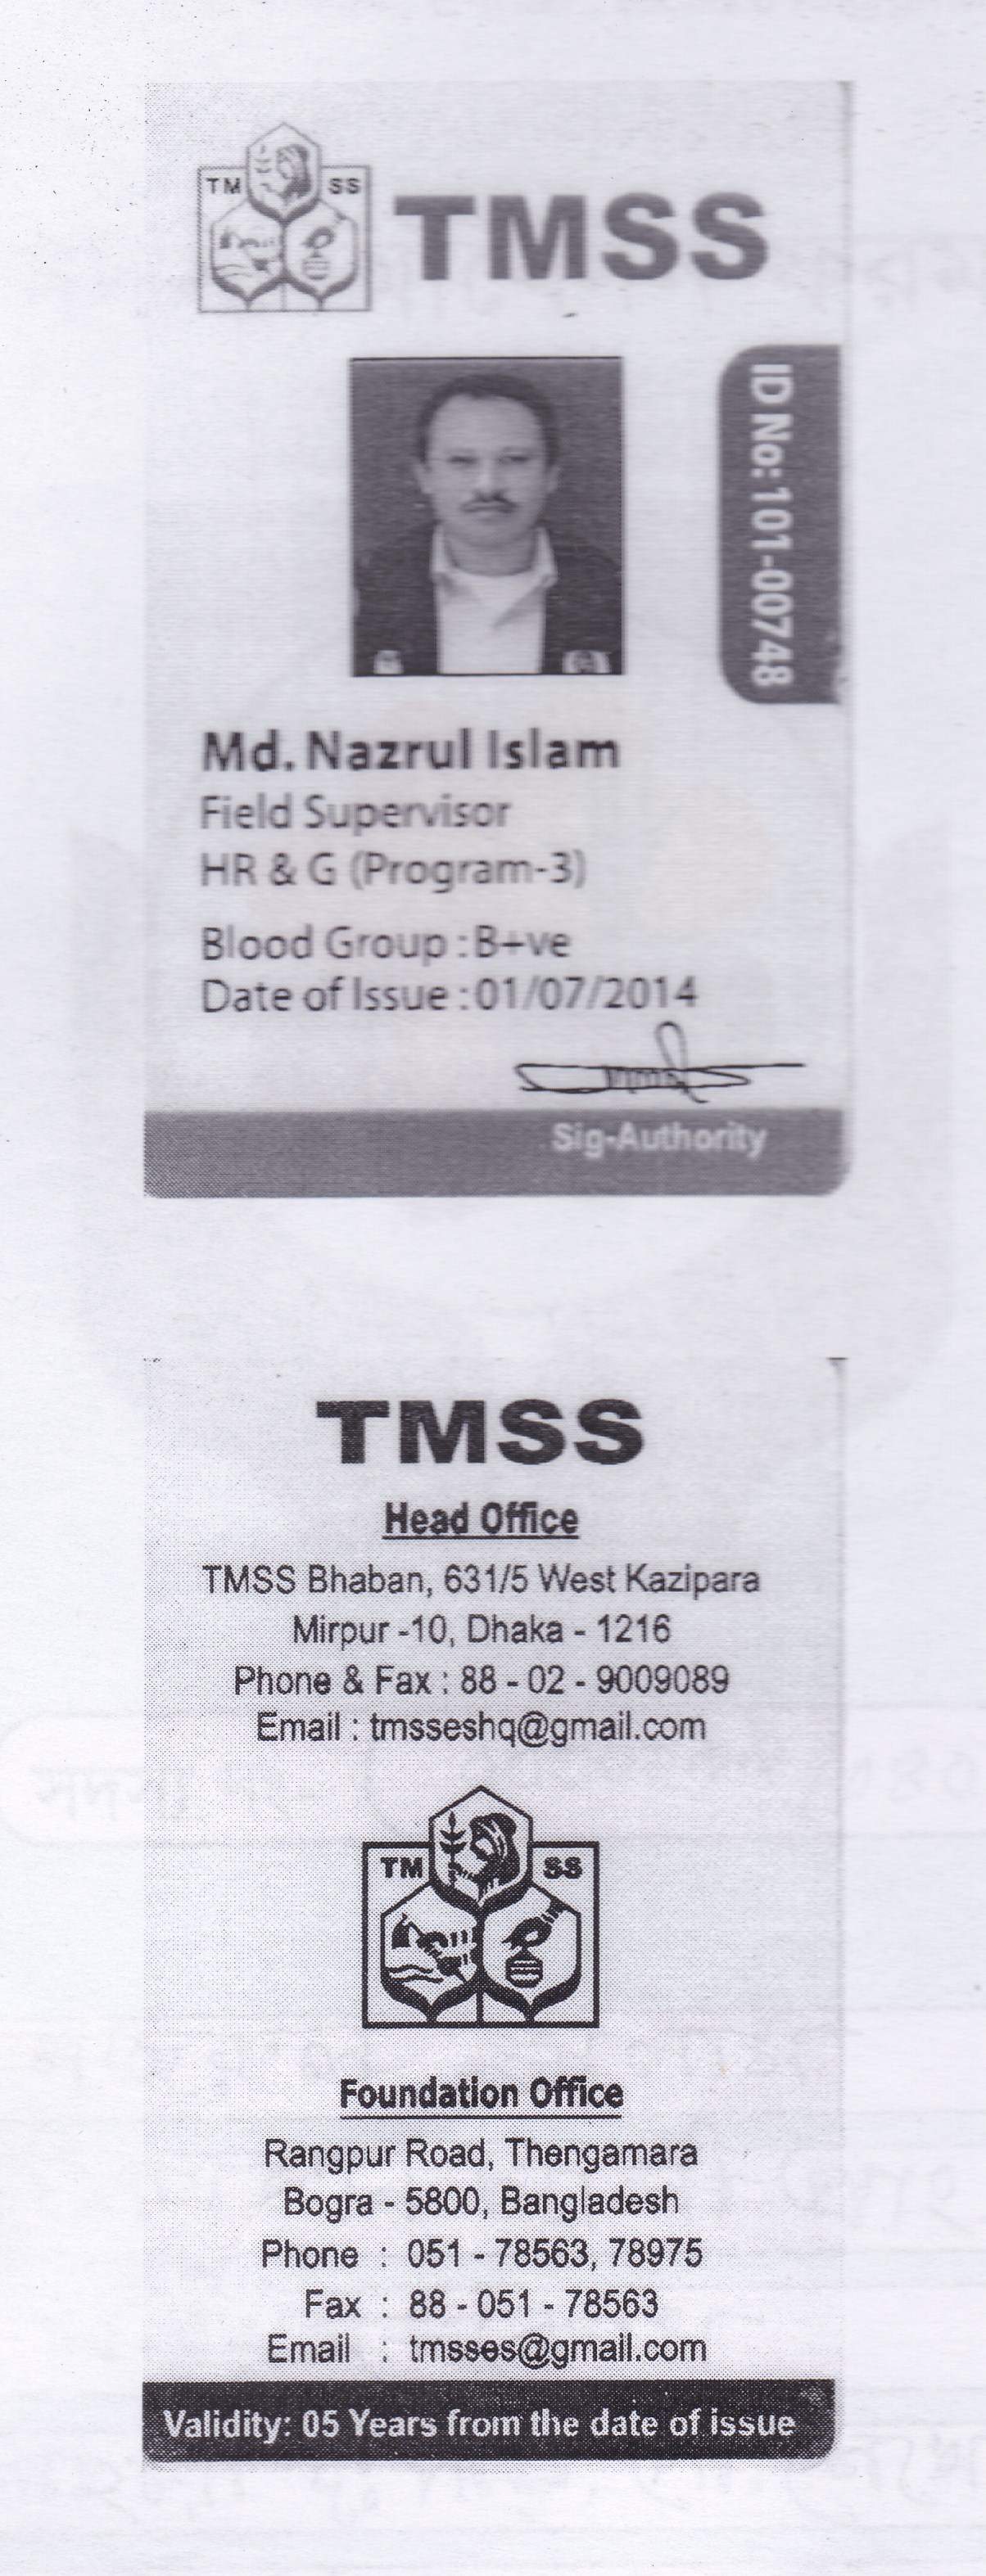 TM SS
TMSS
ID No: 101-00748
Md. Nazrul Islam
Field Supervisor
HR & G (Program-3)
Blood Group : B+ve
Date of Issue : 01/07/2014
Sig-Authority
TMSS
Head Office
TMSS Bhaban, 631/5 West Kazipara
Mirpur -10, Dhaka - 1216
Phone & Fax : 88 - 02 - 9009089
Email : tmsseshq@gmail.com
TM SS
Foundation Office
Rangpur Road, Thengamara
Bogra - 5800, Bangladesh
Phone : 051 - 78563, 78975
Fax : 88 - 051 - 78563
Email : tmsses@gmail.com
Validity: 05 Years from the date of issue